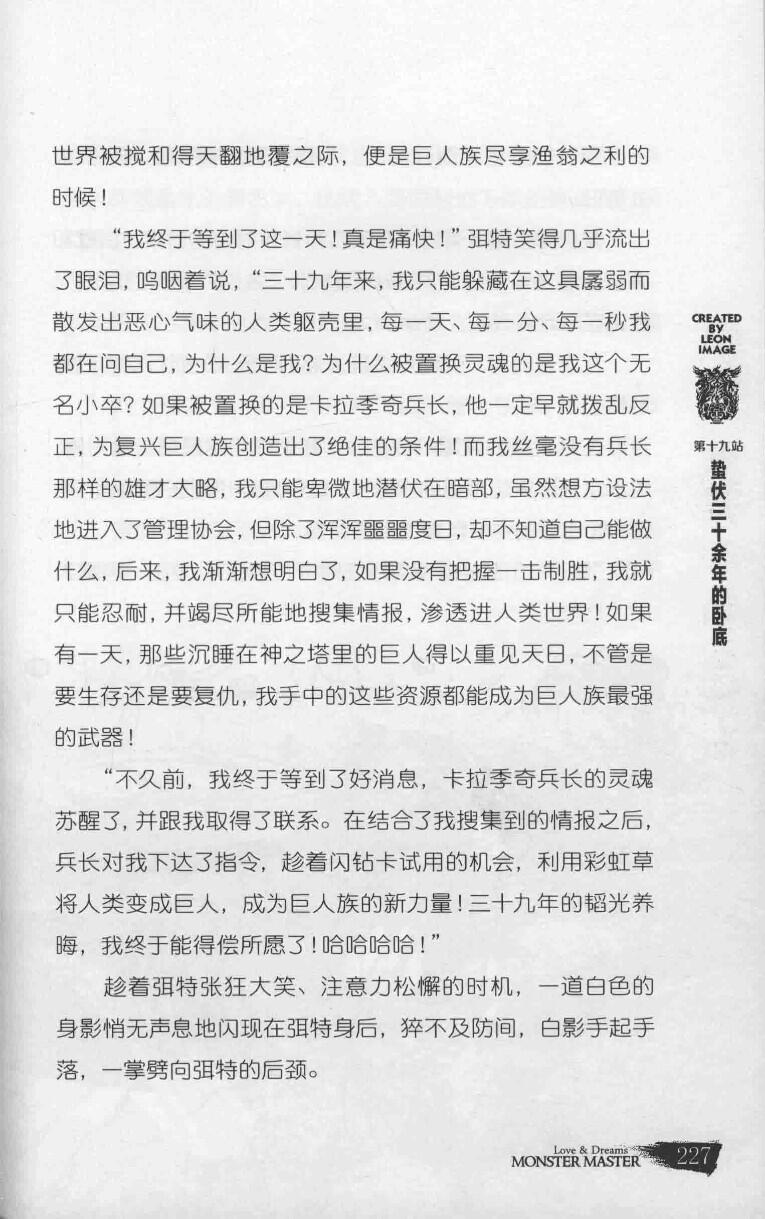 世界被搅和得天翻地覆之际，便是巨人族尽享渔翁之利的
时候！
“我终于等到了这一天！真是痛快！”弭特笑得几乎流出
了眼泪，呜咽着说，“三十九年来，我只能躲藏在这具孱弱而
散发出恶心气味的人类躯壳里，每一天、每一分、每一秒我
都在问自己，为什么是我？为什么被置换灵魂的是我这个无
名小卒？如果被置换的是卡拉季奇兵长，他一定早就拨乱反
正，为复兴巨人族创造出了绝佳的条件！而我丝毫没有兵长
那样的雄才大略，我只能卑微地潜伏在暗部，虽然想方设法
地进入了管理协会，但除了浑浑噩噩度日，却不知道自己能做
什么，后来，我渐渐想明白了，如果没有把握一击制胜，我就
只能忍耐，并竭尽所能地搜集情报，渗透进人类世界！如果
有一天，那些沉睡在神之塔里的巨人得以重见天日，不管是
要生存还是要复仇，我手中的这些资源都能成为巨人族最强
的武器！
“不久前，我终于等到了好消息，卡拉季奇兵长的灵魂
苏醒了，并跟我取得了联系。在结合了我搜集到的情报之后，
兵长对我下达了指令，趁着闪钻卡试用的机会，利用彩虹草
将人类变成巨人，成为巨人族的新力量！三十九年的韬光养
晦，我终于能得偿所愿了！哈哈哈哈！”
趁着弭特张狂大笑、注意力松懈的时机，一道白色的
身影悄无声息地闪现在弭特身后，猝不及防间，白影手起手
落，一掌劈向弭特的后颈。
CREATED
BY
LEON
IMAGE
第十九站
蛰伏三十余年的卧底
Love & Dreams
MONSTER MASTER
227